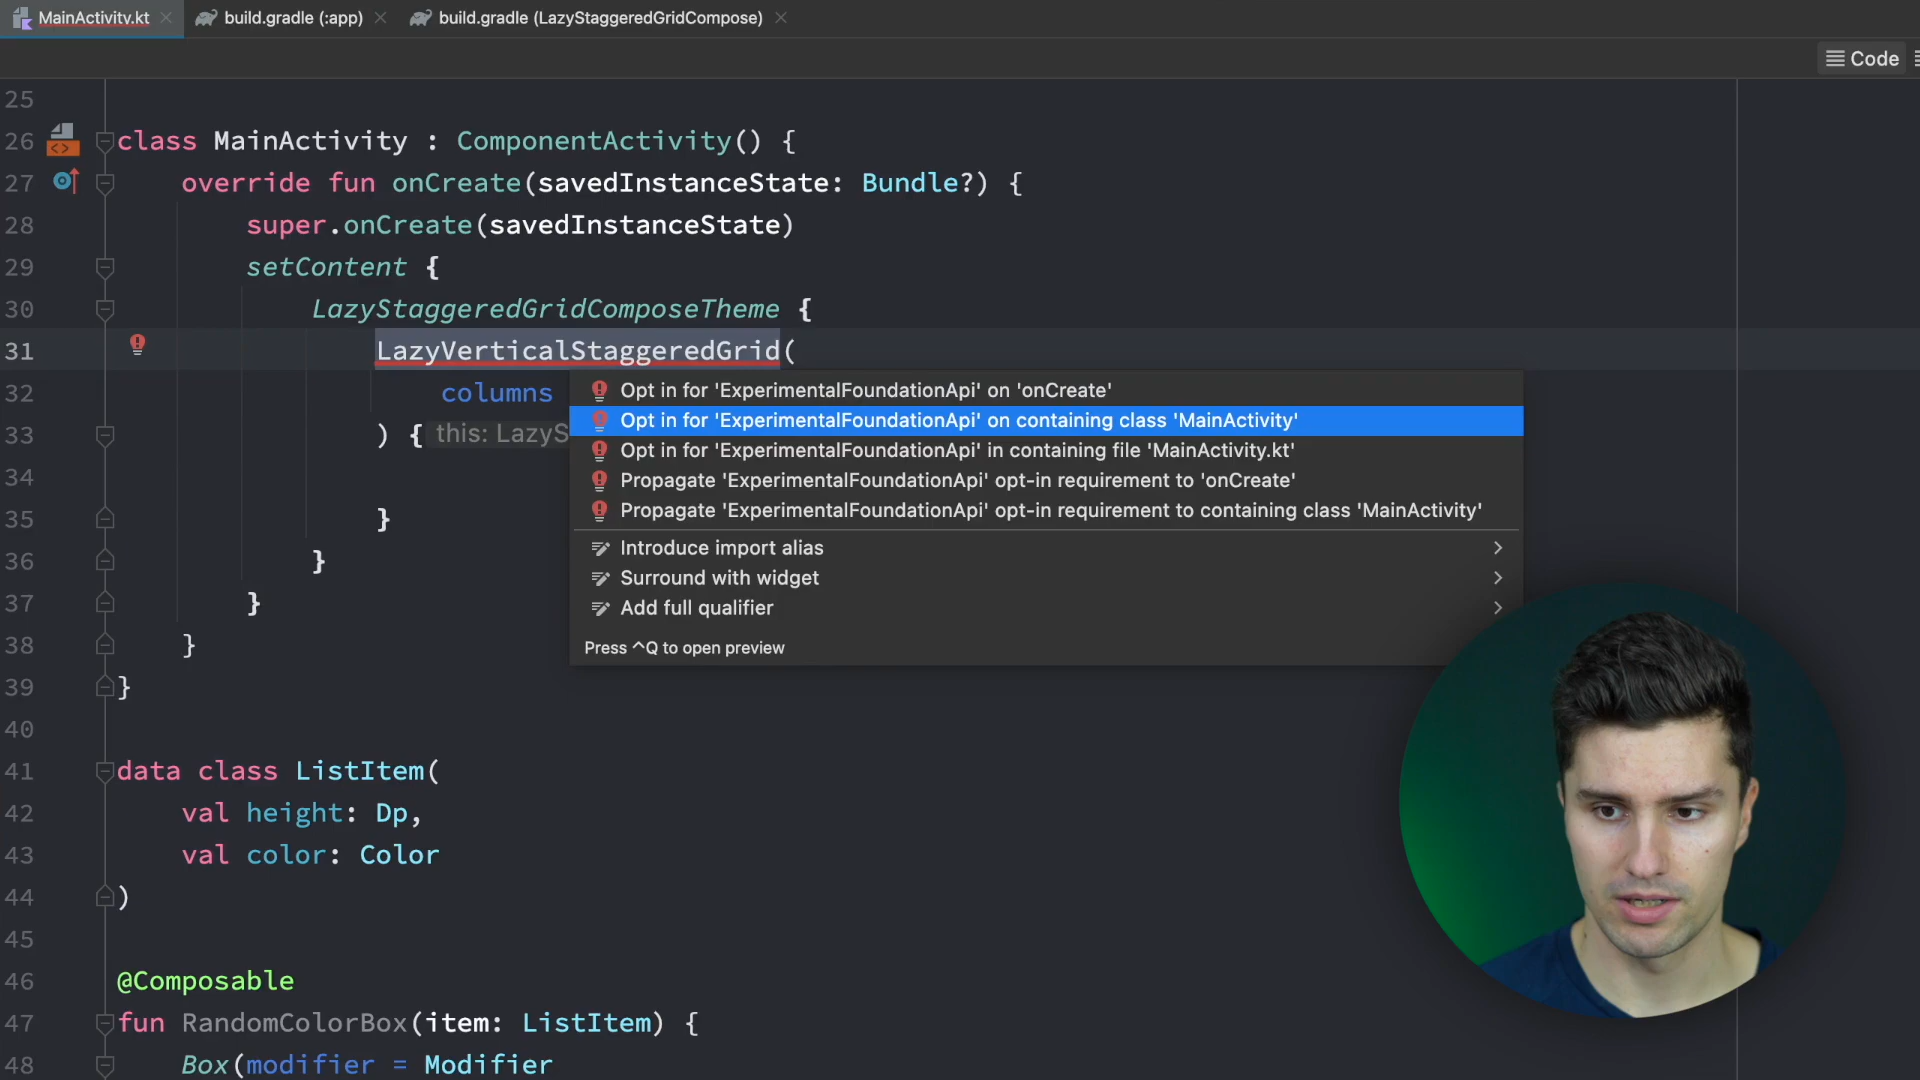 MainActivity.kt build.gradle (:app) build.gradle (LazyStaggeredGridCompose)
Code
25
26 class MainActivity : ComponentActivity() {
27 override fun onCreate(savedInstanceState: Bundle?) {
28 super.onCreate(savedInstanceState)
29 setContent {
30 LazyStaggeredGridComposeTheme {
31 LazyVerticalStaggeredGrid(
32 columns
33 ) { this: LazyS
34
35 }
36 }
37 }
38 }
39 }
40
41 data class ListItem(
42 val height: Dp,
43 val color: Color
44 )
45
46 @Composable
47 fun RandomColorBox(item: ListItem) {
48 Box(modifier = Modifier
Opt in for 'ExperimentalFoundationApi' on 'onCreate'
Opt in for 'ExperimentalFoundationApi' on containing class 'MainActivity'
Opt in for 'ExperimentalFoundationApi' in containing file 'MainActivity.kt'
Propagate 'ExperimentalFoundationApi' opt-in requirement to 'onCreate'
Propagate 'ExperimentalFoundationApi' opt-in requirement to containing class 'MainActivity'
Introduce import alias
Surround with widget
Add full qualifier
Press ^Q to open preview